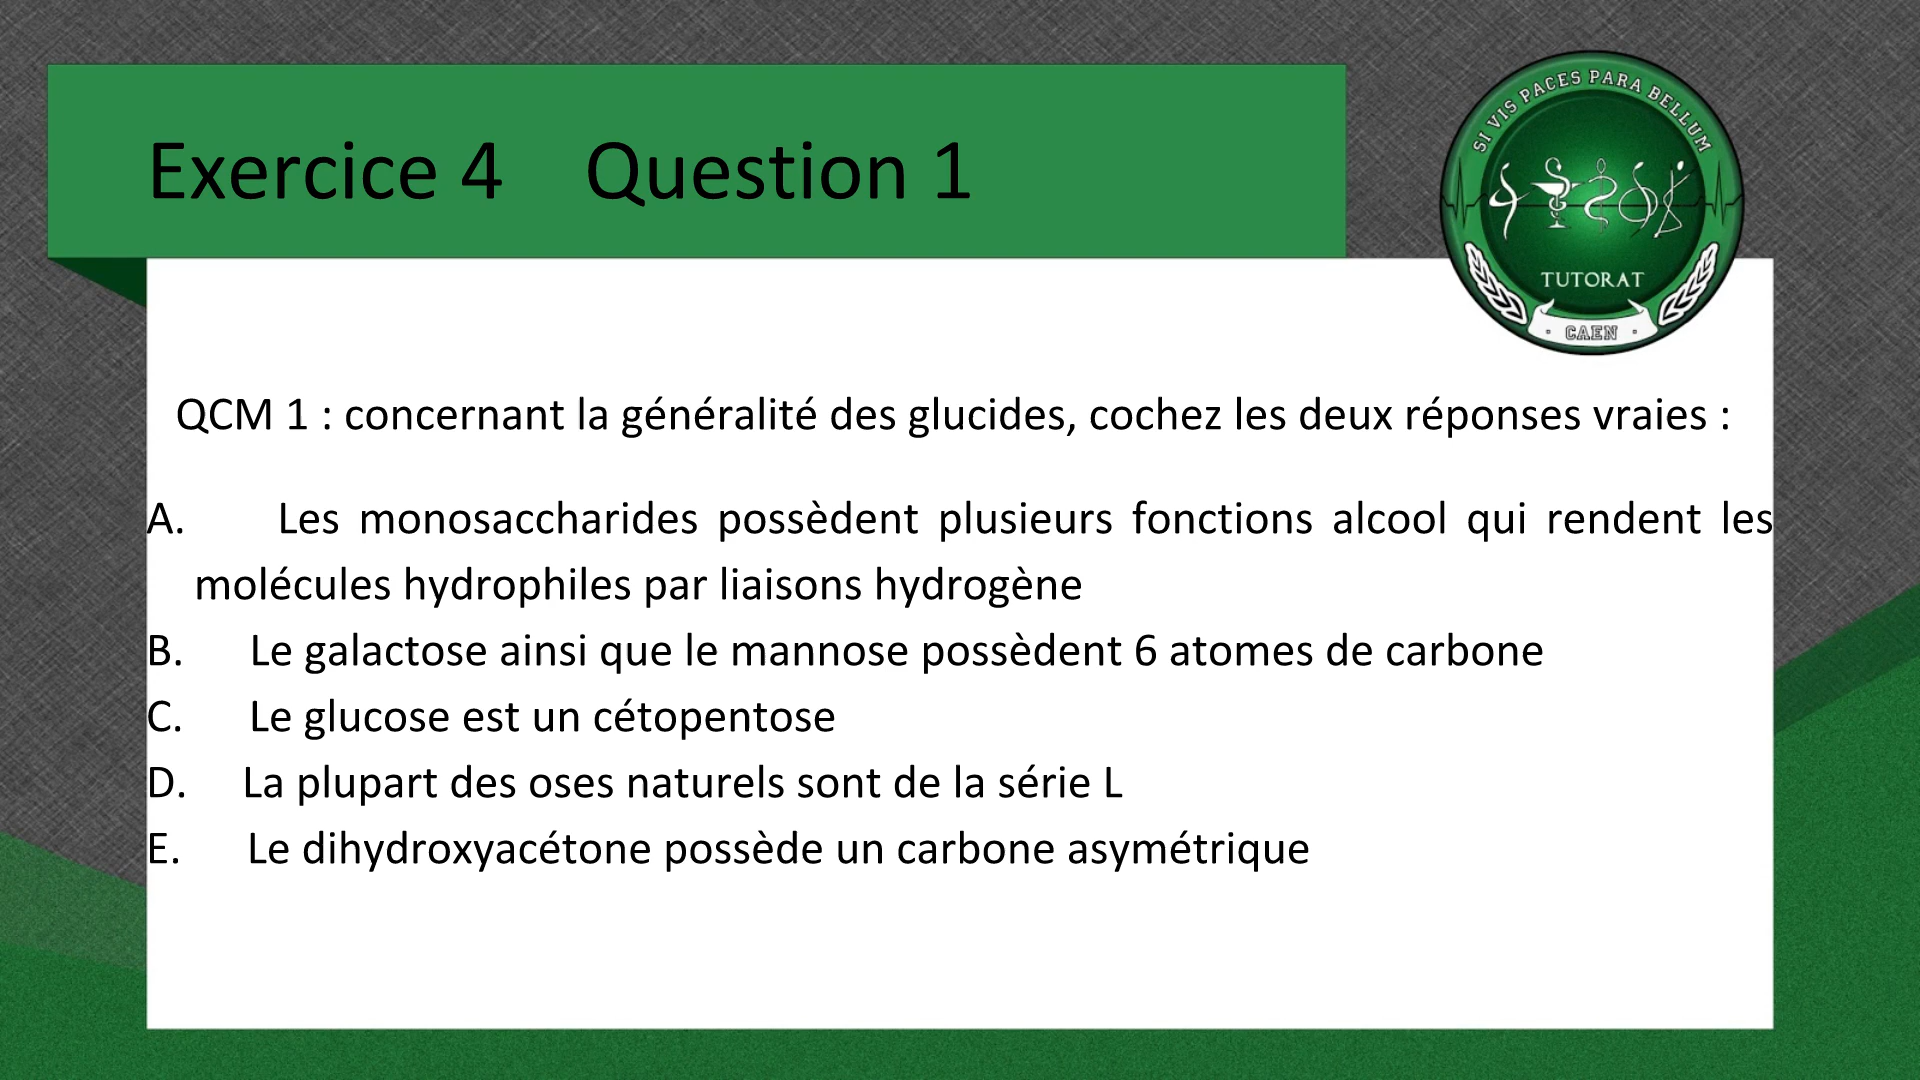 SI VIS PACES PARA BELLUM
Exercice 4 Question 1
TUTORAT
· CAEN ·
QCM 1 : concernant la généralité des glucides, cochez les deux réponses vraies :
A. Les monosaccharides possèdent plusieurs fonctions alcool qui rendent les
molécules hydrophiles par liaisons hydrogène
B. Le galactose ainsi que le mannose possèdent 6 atomes de carbone
C. Le glucose est un cétopentose
D. La plupart des oses naturels sont de la série L
E. Le dihydroxyacétone possède un carbone asymétrique